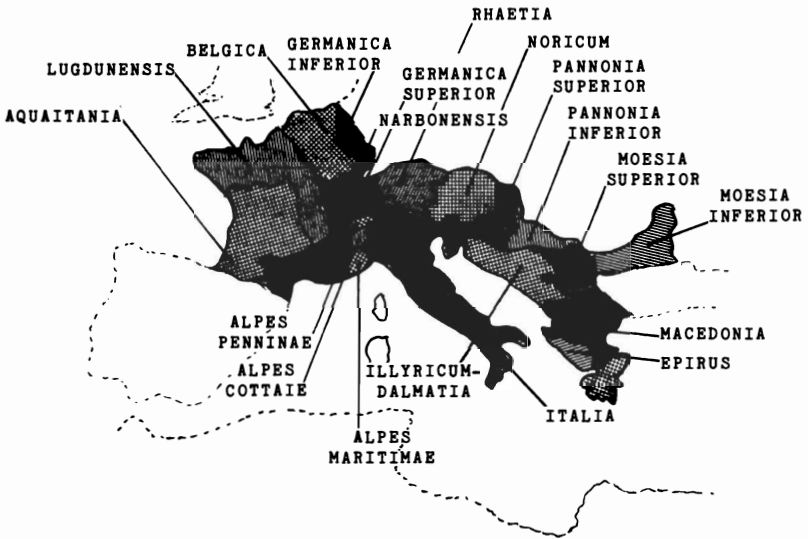 RHAETIA
BELGICA
GERMANICA
INFERIOR
NORICUM
LUGDUNENSIS
GERMANICA
SUPERIOR
PANNONIA
SUPERIOR
AQUAITANIA
NARBONENSIS
PANNONIA
INFERIOR
MOESIA
SUPERIOR
MOESIA
INFERIOR
ALPES
PENNINAE
MACEDONIA
ALPES
COTTAIE
ILLYRICUM-
DALMATIA
EPIRUS
ITALIA
ALPES
MARITIMAE